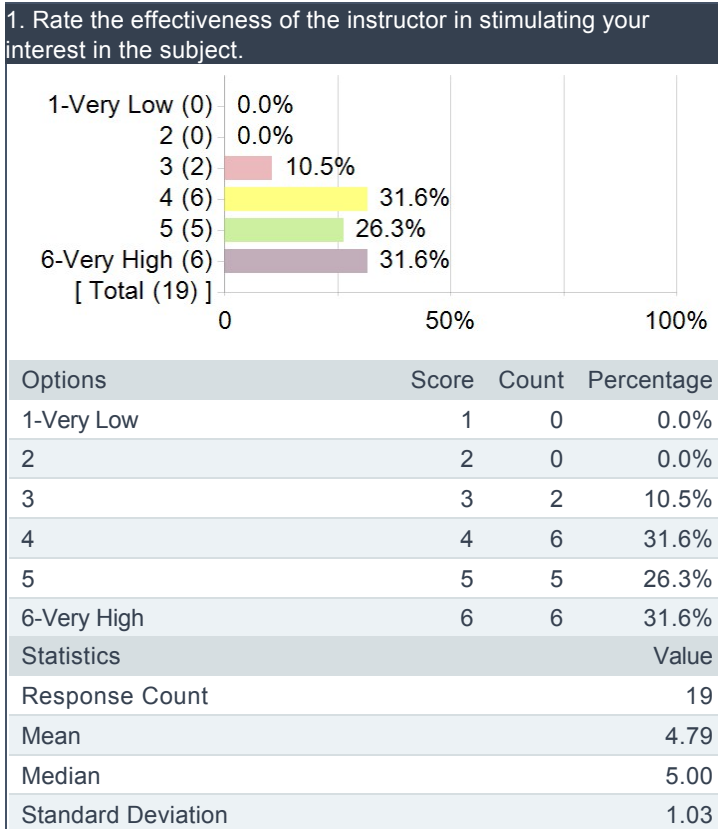 1. Rate the effectiveness of the instructor in stimulating your
interest in the subject.
1-Very Low (0) 0.0%
2 (0) 0.0%
3 (2) 10.5%
4 (6) 31.6%
5 (5) 26.3%
6-Very High (6) 31.6%
[ Total (19) ]
0 50% 100%
Options Score Count Percentage
1-Very Low 1 0 0.0%
2 2 0 0.0%
3 3 2 10.5%
4 4 6 31.6%
5 5 5 26.3%
6-Very High 6 6 31.6%
Statistics Value
Response Count 19
Mean 4.79
Median 5.00
Standard Deviation 1.03